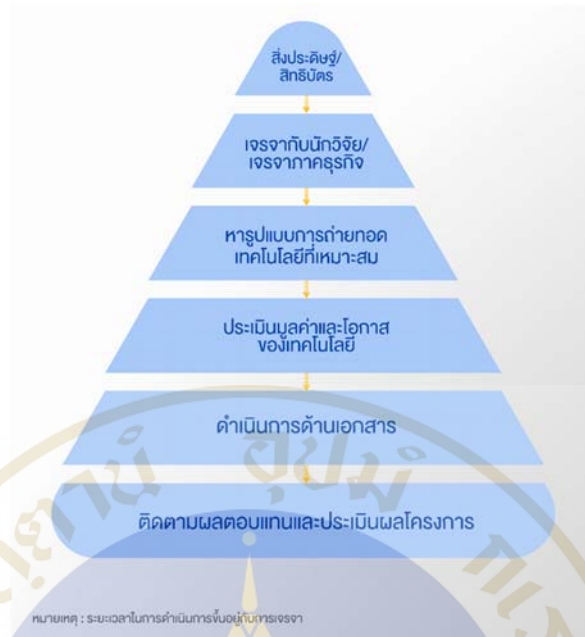 สิ่งประดิษฐ์/
สิทธิบัตร
เจรจากับนักวิจัย/
เจรจาภาคธุรกิจ
หารูปแบบการถ่ายทอด
เทคโนโลยีที่เหมาะสม
ประเมินมูลค่าและโอกาส
ของเทคโนโลยี
ดำเนินการด้านเอกสาร
ติดตามผลตอบแทนและประเมินผลโครงการ
หมายเหตุ : ระยะเวลาในการดำเนินการขึ้นอยู่กับการเจรจา